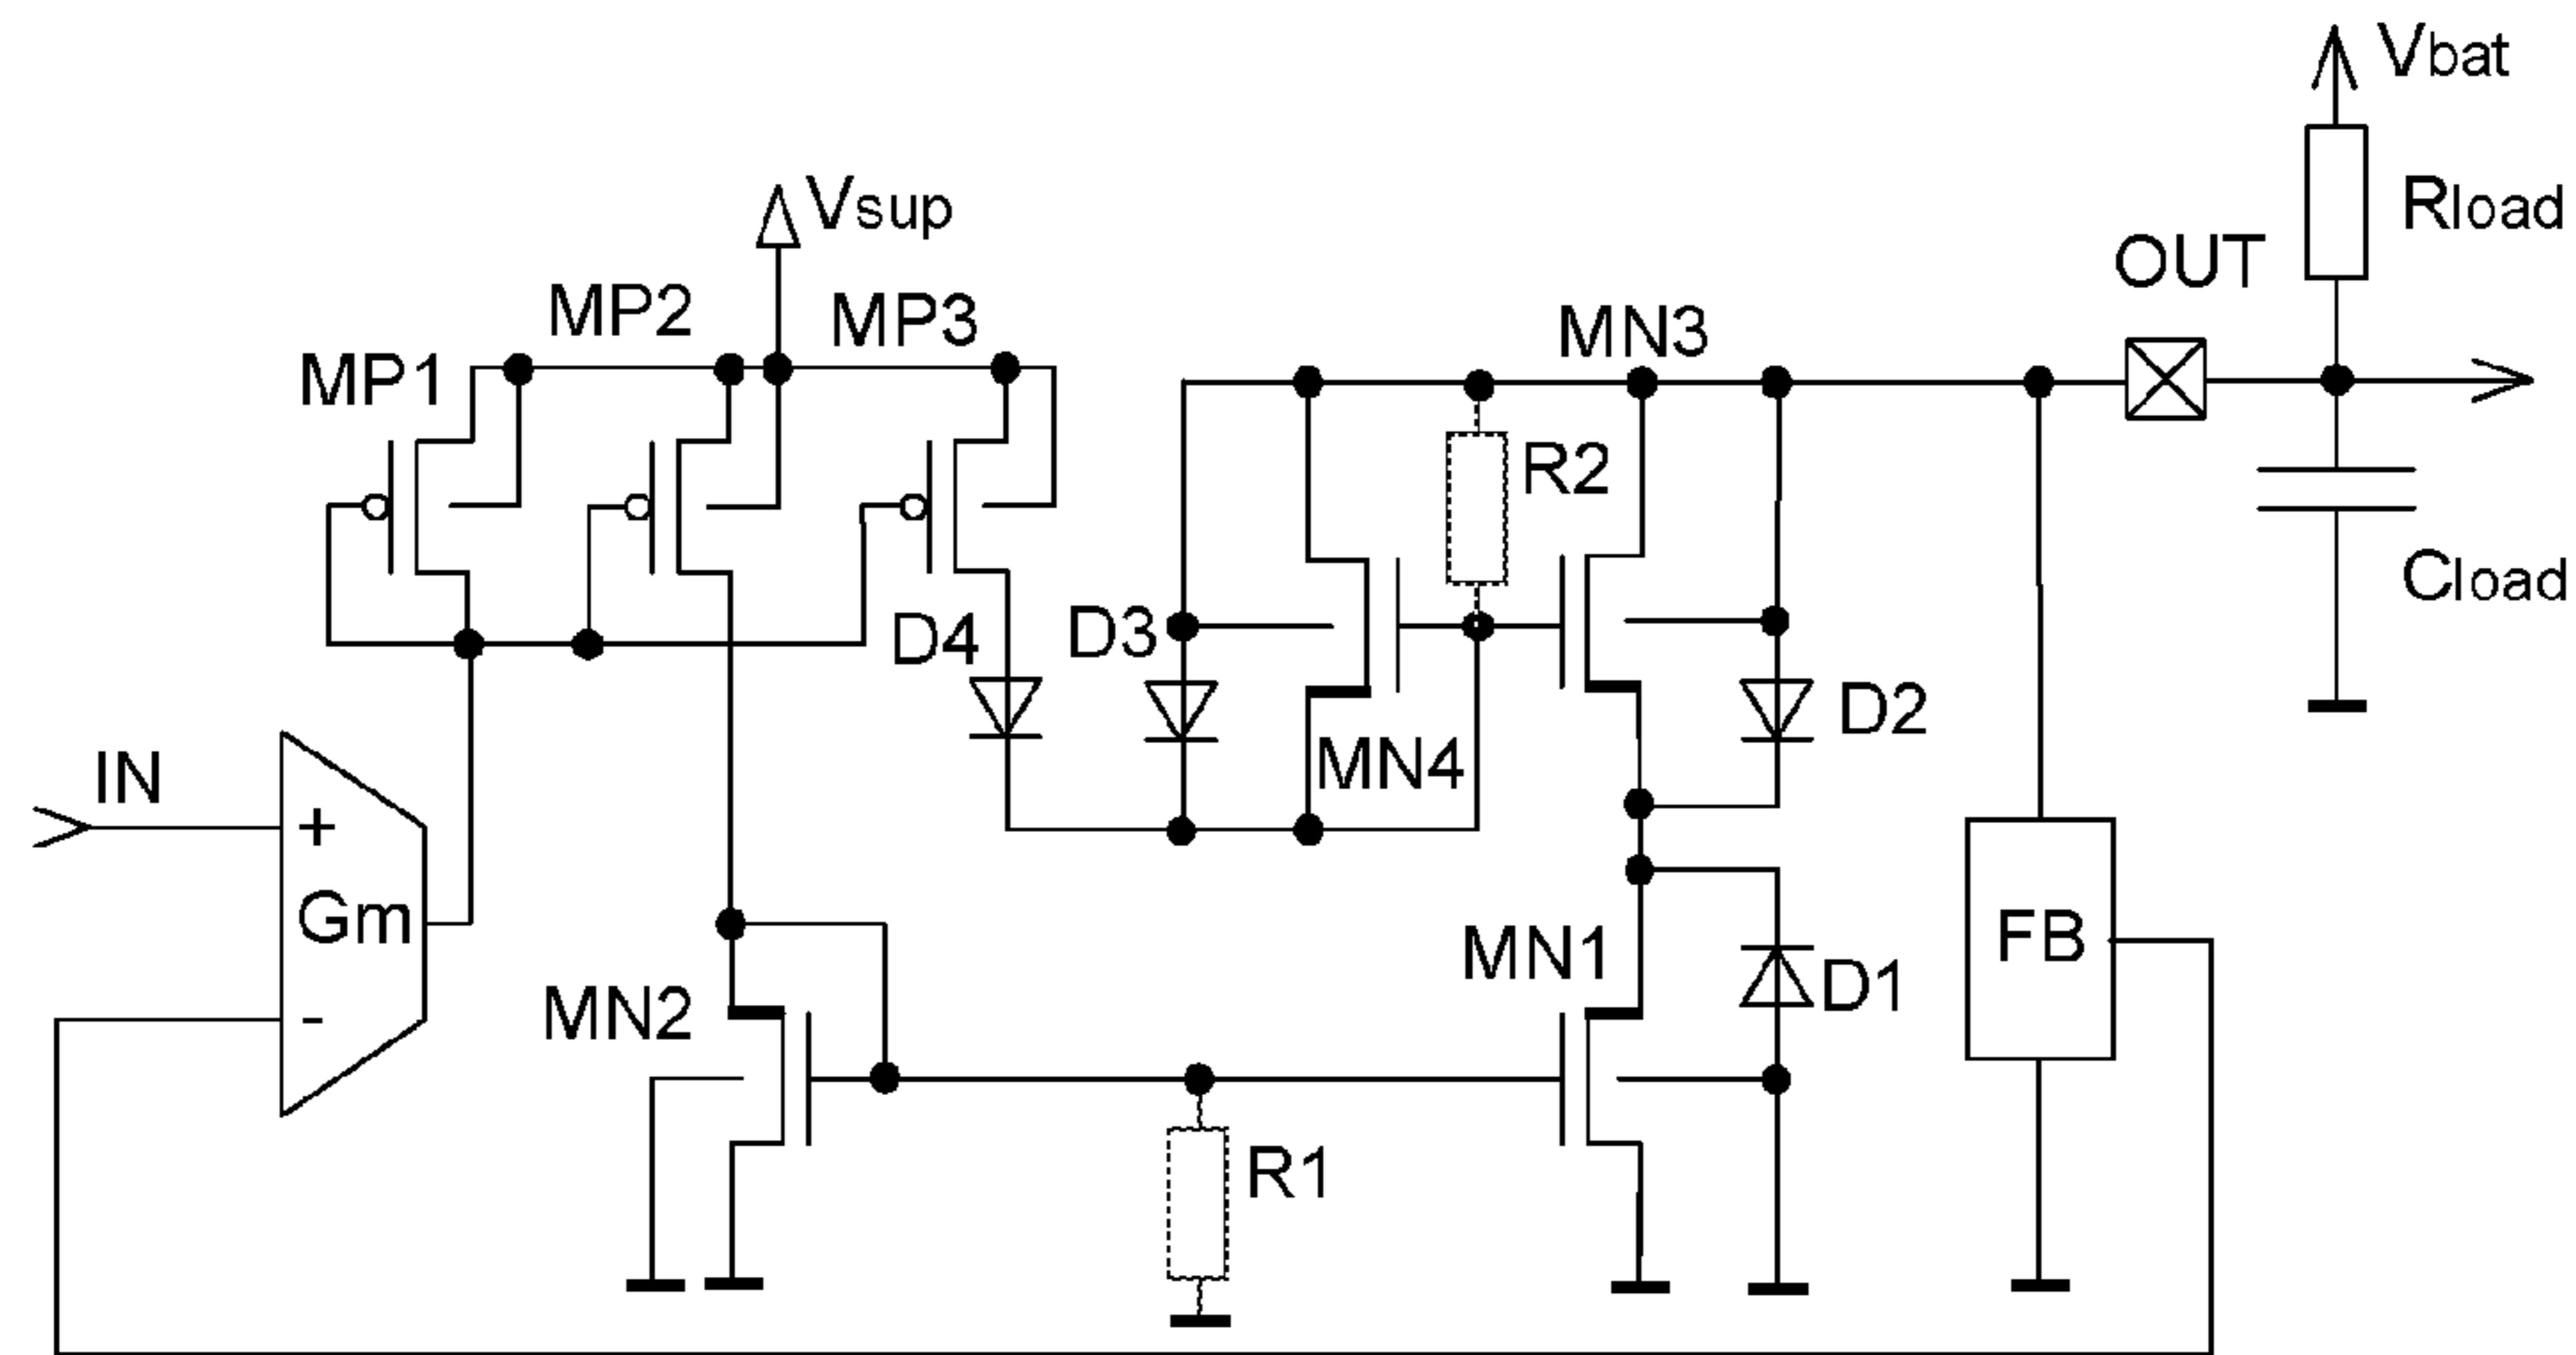 Vbat
Vsup
Rload
OUT
MP2
MP3
MN3
MP1
R2
Cload
D4
D3
D2
MN4
IN
+
Gm
-
MN1
FB
D1
MN2
R1